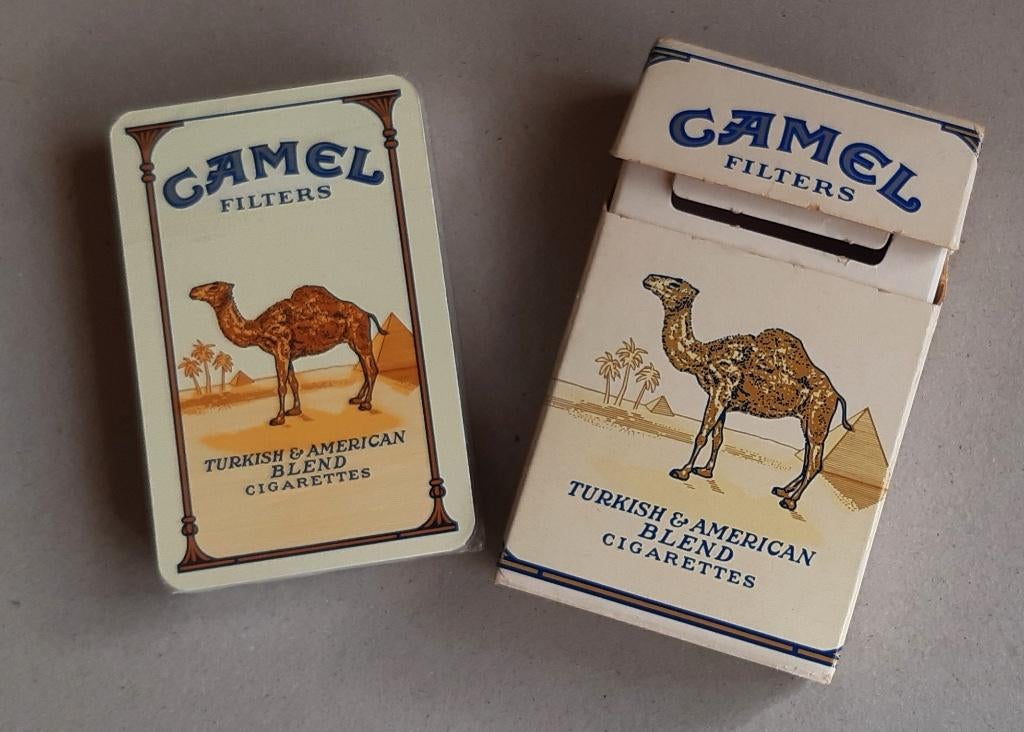 CAMEL
FILTERS
TURKISH & AMERICAN
BLEND
CIGARETTES
CAMEL
FILTERS
TURKISH & AMERICAN
BLEND
CIGARETTES